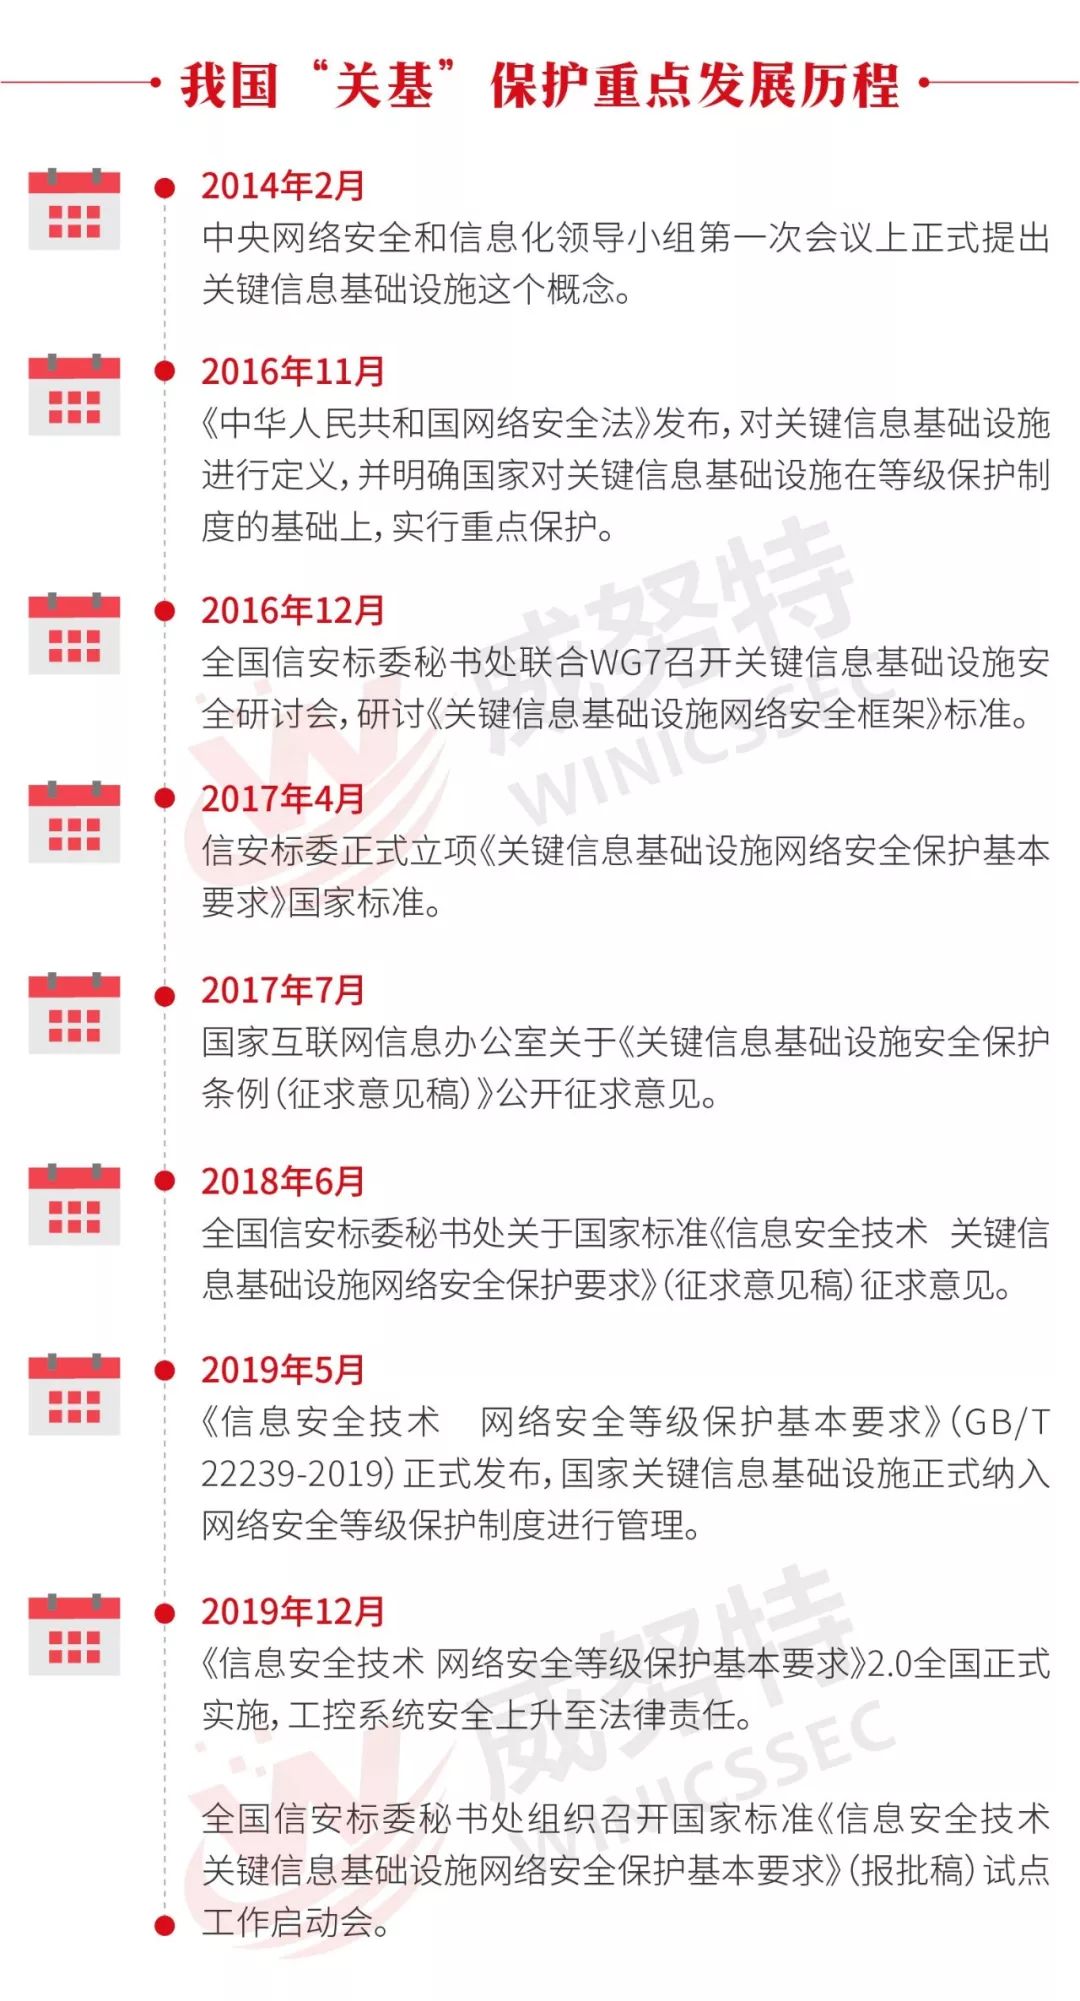 我国“关基”保护重点发展历程
2014年2月
中央网络安全和信息化领导小组第一次会议上正式提出
关键信息基础设施这个概念。
2016年11月
《中华人民共和国网络安全法》发布，对关键信息基础设施
进行定义，并明确国家对关键信息基础设施在等级保护制
度的基础上，实行重点保护。
2016年12月
全国信安标委秘书处联合WG7召开关键信息基础设施安
全研讨会，研讨《关键信息基础设施网络安全框架》标准。
2017年4月
信安标委正式立项《关键信息基础设施网络安全保护基本
要求》国家标准。
2017年7月
国家互联网信息办公室关于《关键信息基础设施安全保护
条例（征求意见稿）》公开征求意见。
2018年6月
全国信安标委秘书处关于国家标准《信息安全技术 关键信
息基础设施网络安全保护要求》（征求意见稿）征求意见。
2019年5月
《信息安全技术 网络安全等级保护基本要求》（GB/T
22239-2019）正式发布，国家关键信息基础设施正式纳入
网络安全等级保护制度进行管理。
2019年12月
《信息安全技术 网络安全等级保护基本要求》2.0全国正式
实施，工控系统安全上升至法律责任。
全国信安标委秘书处组织召开国家标准《信息安全技术
关键信息基础设施网络安全保护基本要求》（报批稿）试点
工作启动会。
威努特
WINICSSEC
威努特
WINICSSEC